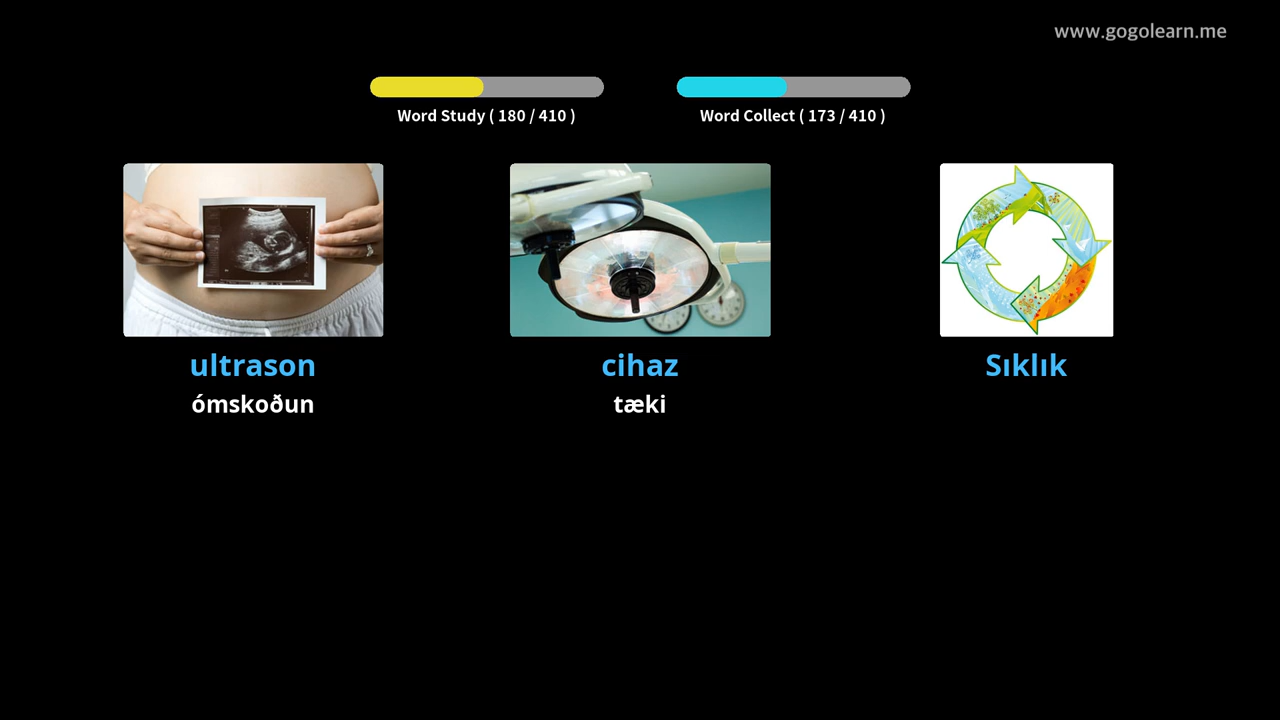 www.gogolearn.me
Word Study ( 180 / 410 )
Word Collect ( 173 / 410 )
ultrason
cihaz
Sıklık
ómskoðun
tæki